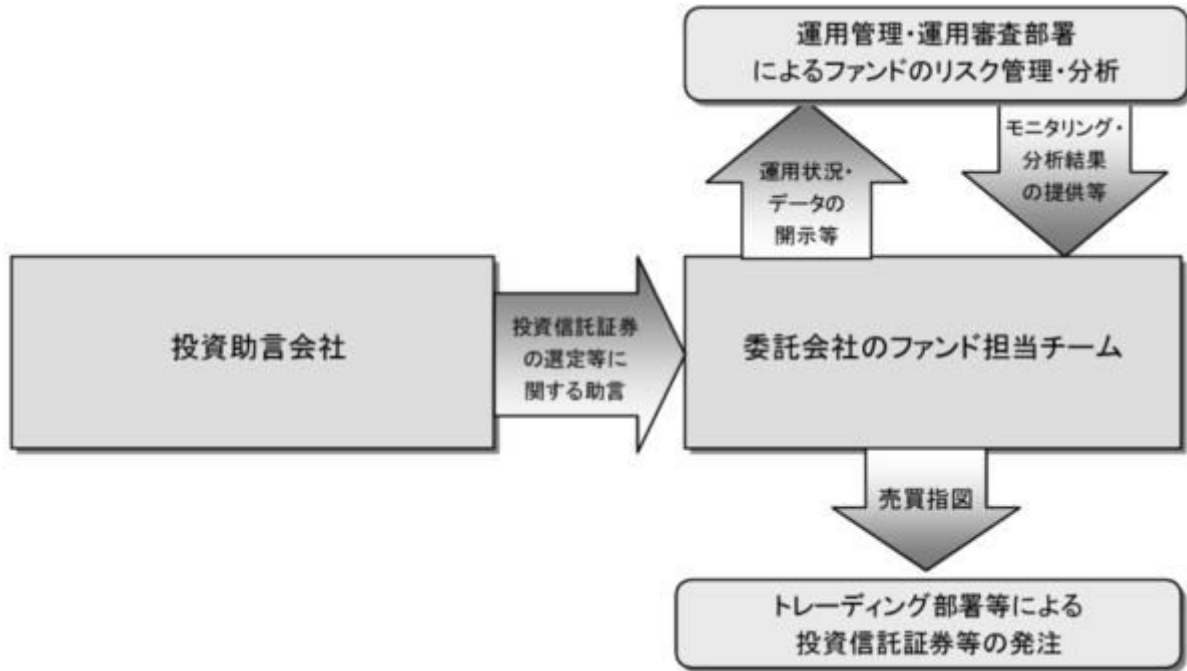 運用管理・運用審査部署
によるファンドのリスク管理・分析
運用状況・
データの
開示等
モニタリング・
分析結果
の提供等
投資助言会社
投資信託証券
の選定等に
関する助言
委託会社のファンド担当チーム
売買指図
トレーディング部署等による
投資信託証券等の発注